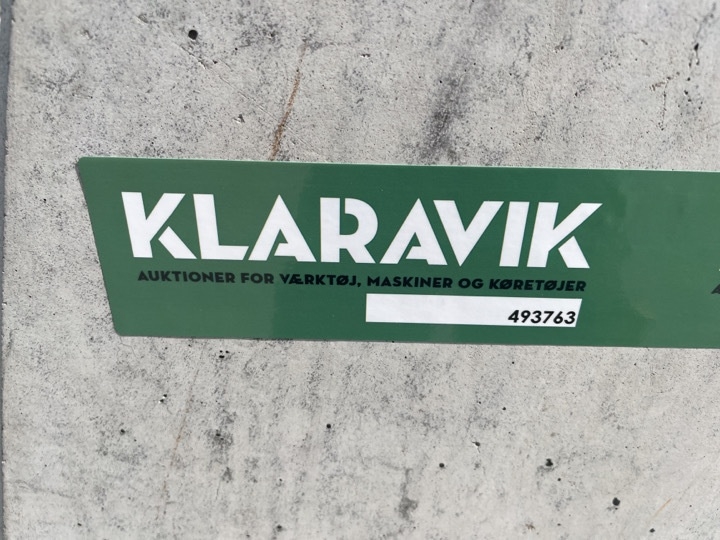 KLARAVIK
AUKTIONER FOR VÆRKTØJ, MASKINER OG KØRETØJER
493763